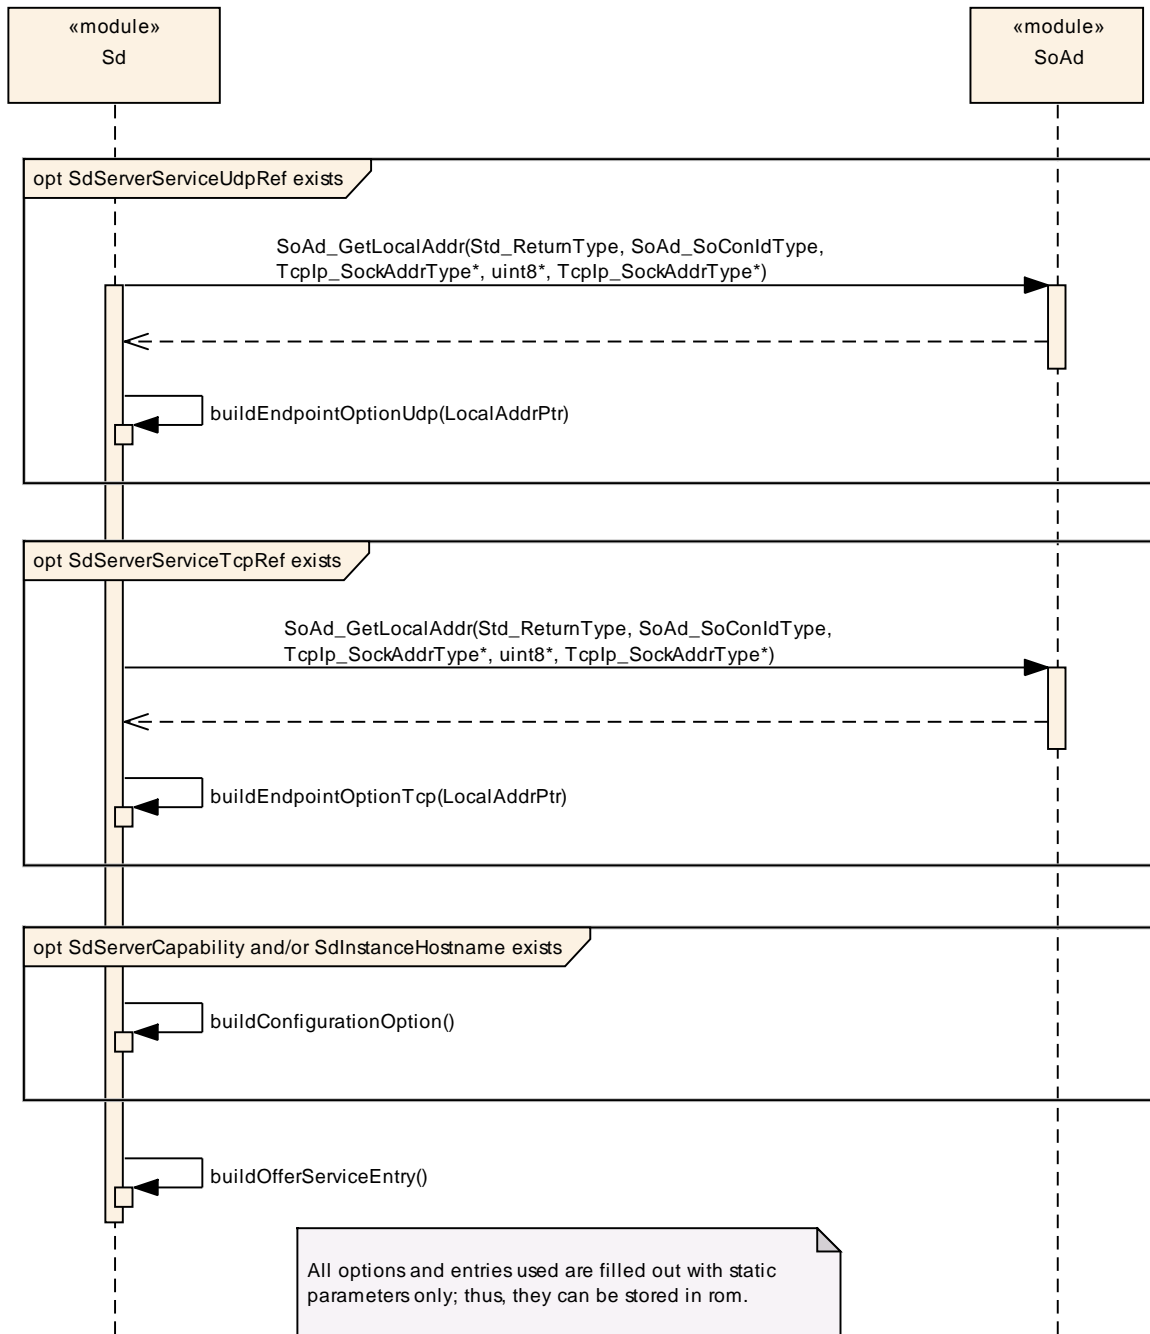 «module»
Sd
«module»
SoAd
opt SdServerServiceUdpRef exists
SoAd_GetLocalAddr(Std_ReturnType, SoAd_SoConIdType,
TcpIp_SockAddrType*, uint8*, TcpIp_SockAddrType*)
buildEndpointOptionUdp(LocalAddrPtr)
opt SdServerServiceTcpRef exists
SoAd_GetLocalAddr(Std_ReturnType, SoAd_SoConIdType,
TcpIp_SockAddrType*, uint8*, TcpIp_SockAddrType*)
buildEndpointOptionTcp(LocalAddrPtr)
opt SdServerCapability and/or SdInstanceHostname exists
buildConfigurationOption()
buildOfferServiceEntry()
All options and entries used are filled out with static
parameters only; thus, they can be stored in rom.